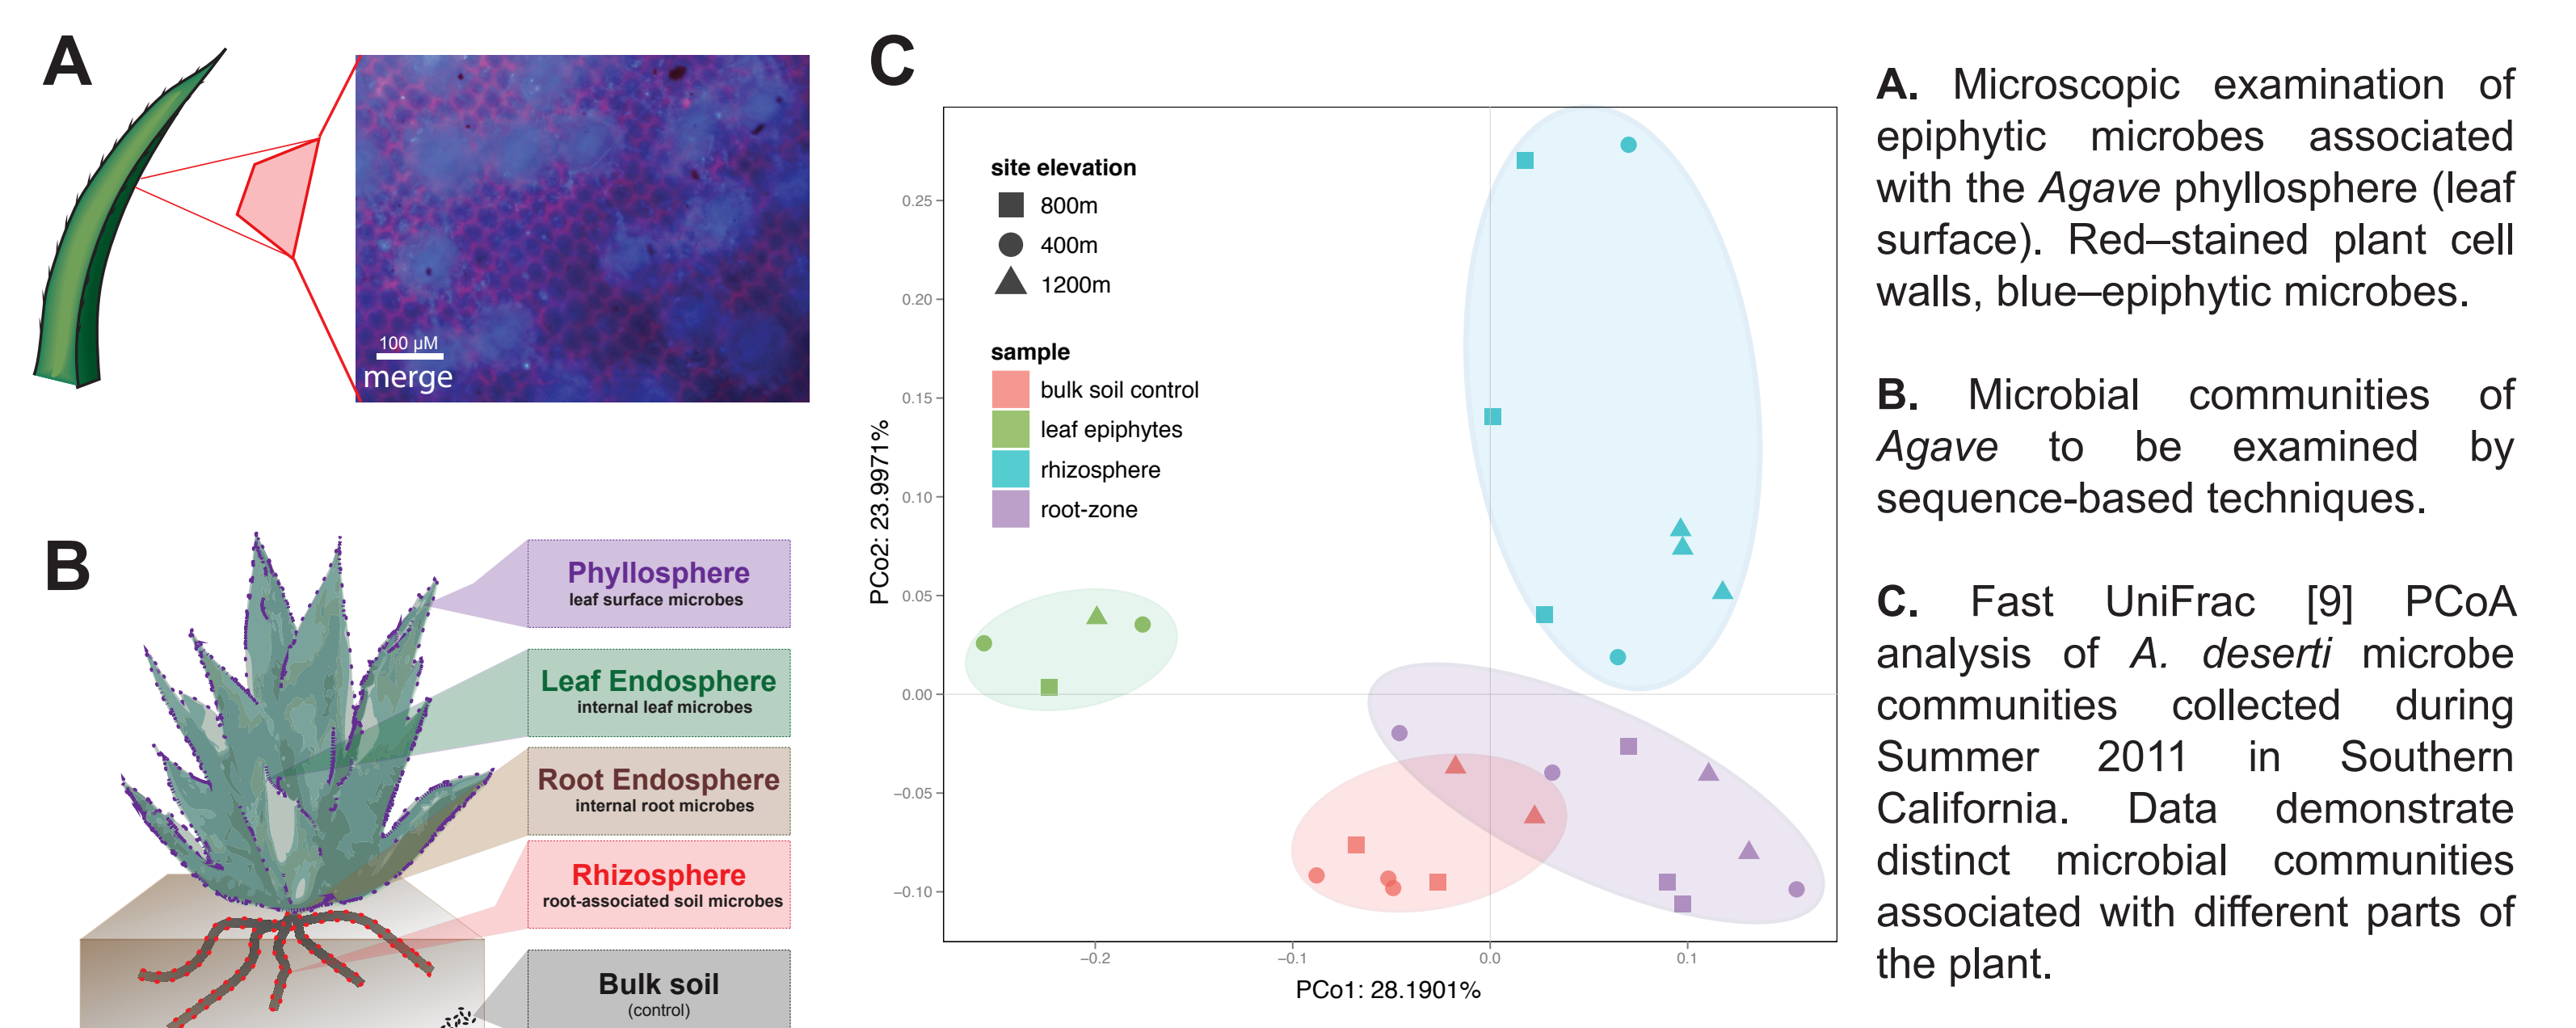 A
100 µM
merge
B
Phyllosphere
leaf surface microbes
Leaf Endosphere
internal leaf microbes
Root Endosphere
internal root microbes
Rhizosphere
root-associated soil microbes
Bulk soil
(control)
C
site elevation
800m
400m
1200m
sample
bulk soil control
leaf epiphytes
rhizosphere
root-zone
PCo2: 23.9971%
0.25
0.20
0.15
0.10
0.05
0.00
−0.05
−0.10
−0.2
−0.1
0.0
0.1
PCo1: 28.1901%
A. Microscopic examination of
epiphytic microbes associated
with the Agave phyllosphere (leaf
surface). Red–stained plant cell
walls, blue–epiphytic microbes.
B. Microbial communities of
Agave to be examined by
sequence-based techniques.
C. Fast UniFrac [9] PCoA
analysis of A. deserti microbe
communities collected during
Summer 2011 in Southern
California. Data demonstrate
distinct microbial communities
associated with different parts of
the plant.